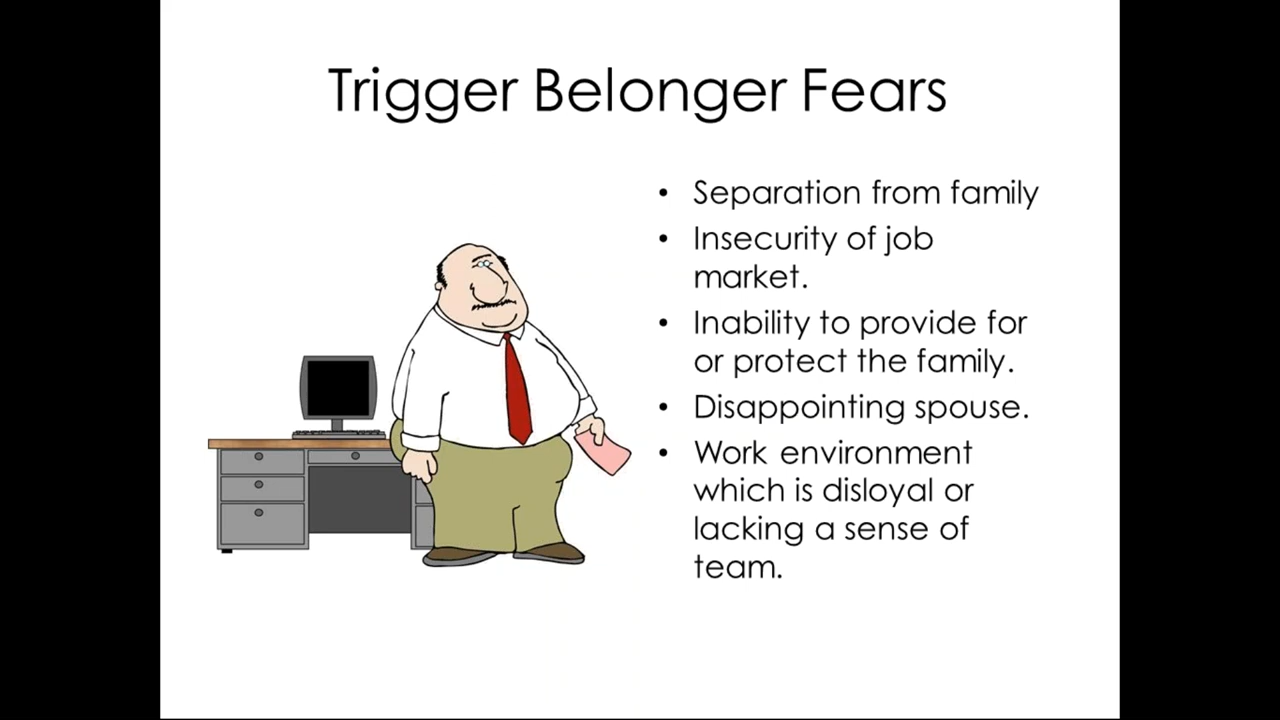 Trigger Belonger Fears
• Separation from family
• Insecurity of job
market.
• Inability to provide for
or protect the family.
• Disappointing spouse.
• Work environment
which is disloyal or
lacking a sense of
team.